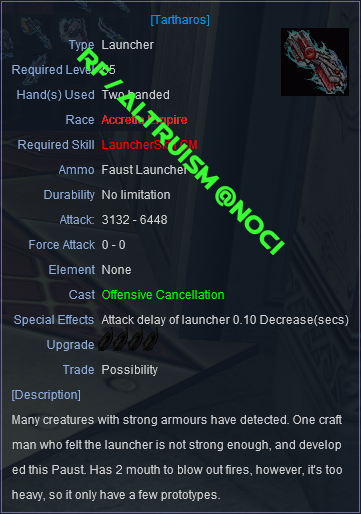 [Tartharos]
Type Launcher
Required Level 55
Hand(s) Used Two handed
Race Accretia Empire
Required Skill
Ammo Faust Launcher
Durability No limitation
Attack: 3132 - 6448
Force Attack 0 - 0
Element None
Cast Offensive Cancellation
Special Effects Attack delay of launcher 0.10 Decrease(secs)
Upgrade
Trade Possibility
[Description]
Many creatures with strong armours have detected. One craft
man who felt the launcher is not strong enough, and develop
ed this Paust. Has 2 mouth to blow out fires, however, it's too
heavy, so it only have a few prototypes.
RF / ALTRUISM @NOCI